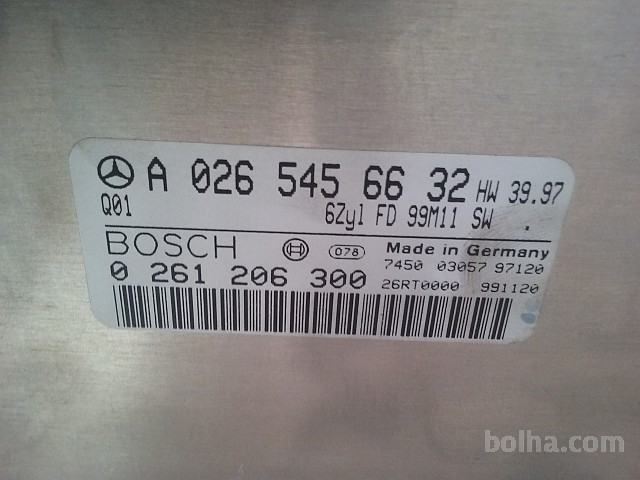 A 026 545 66 32 HW 39.97
Q01 6Zyl FD 99M11 SW .
BOSCH 078 Made in Germany
7450 03057 97120
0 261 206 300
26RT0000 991120
bolha.com